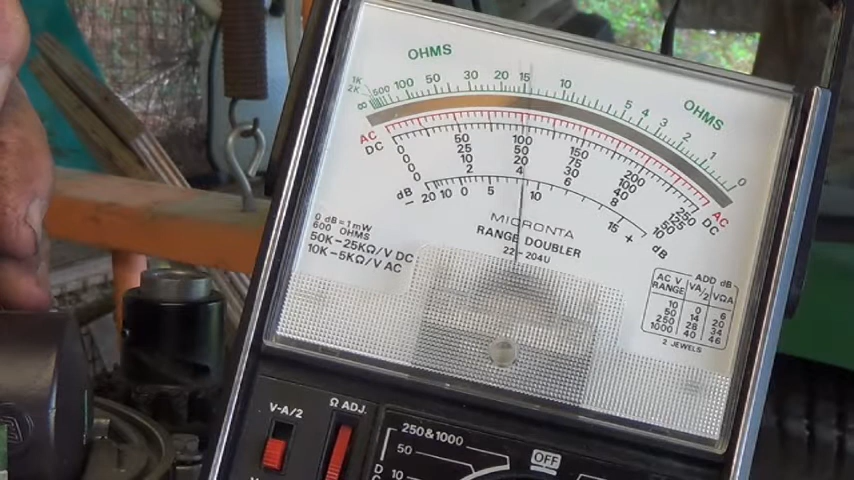 OHMS
1K 500 100 50 30 20 15 10 5 4 3 2 1 0
2K
∞
OHMS
AC
DC
0 50 100 150 200 250
0 25 50 75 100 125
0 10 20 30 40 50
0 2 4 6 8 10
AC
DC
dB
− 20 10 0 5 10 15 + dB
MICRONTA
RANGE DOUBLER
22-204U
0 dB=1mW
600 OHMS
50K-25KΩ/V DC
10K-5KΩ/V AC
AC V RANGE ADD dB
VA/2 VΩA
10 0 6
50 14 20
250 28 34
1000 40 46
2 JEWELS
V-A/2
Ω ADJ.
250&1000
50
10
D
OFF